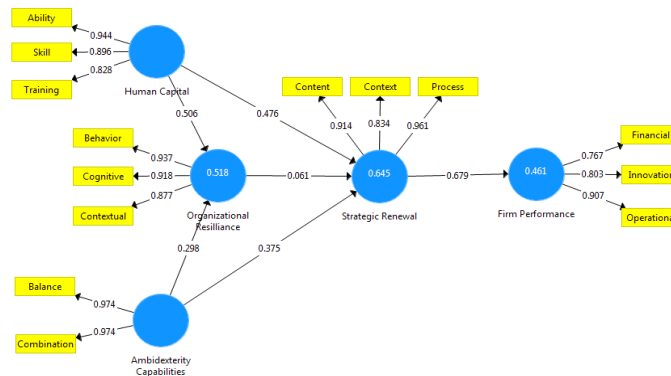 Ability
0.944
Skill
0.896
Training
0.828
Human Capital
0.506
0.476
Content
Context
Process
0.914
0.834
0.961
Behavior
0.937
Cognitive
0.918
Contextual
0.877
0.518
Organizational
Resilliance
0.061
0.645
Strategic Renewal
0.679
0.461
Firm Performance
Financial
0.767
Innovation
0.803
Operationa
0.907
0.298
0.375
Balance
0.974
Combination
0.974
Ambidexterity
Capabilities